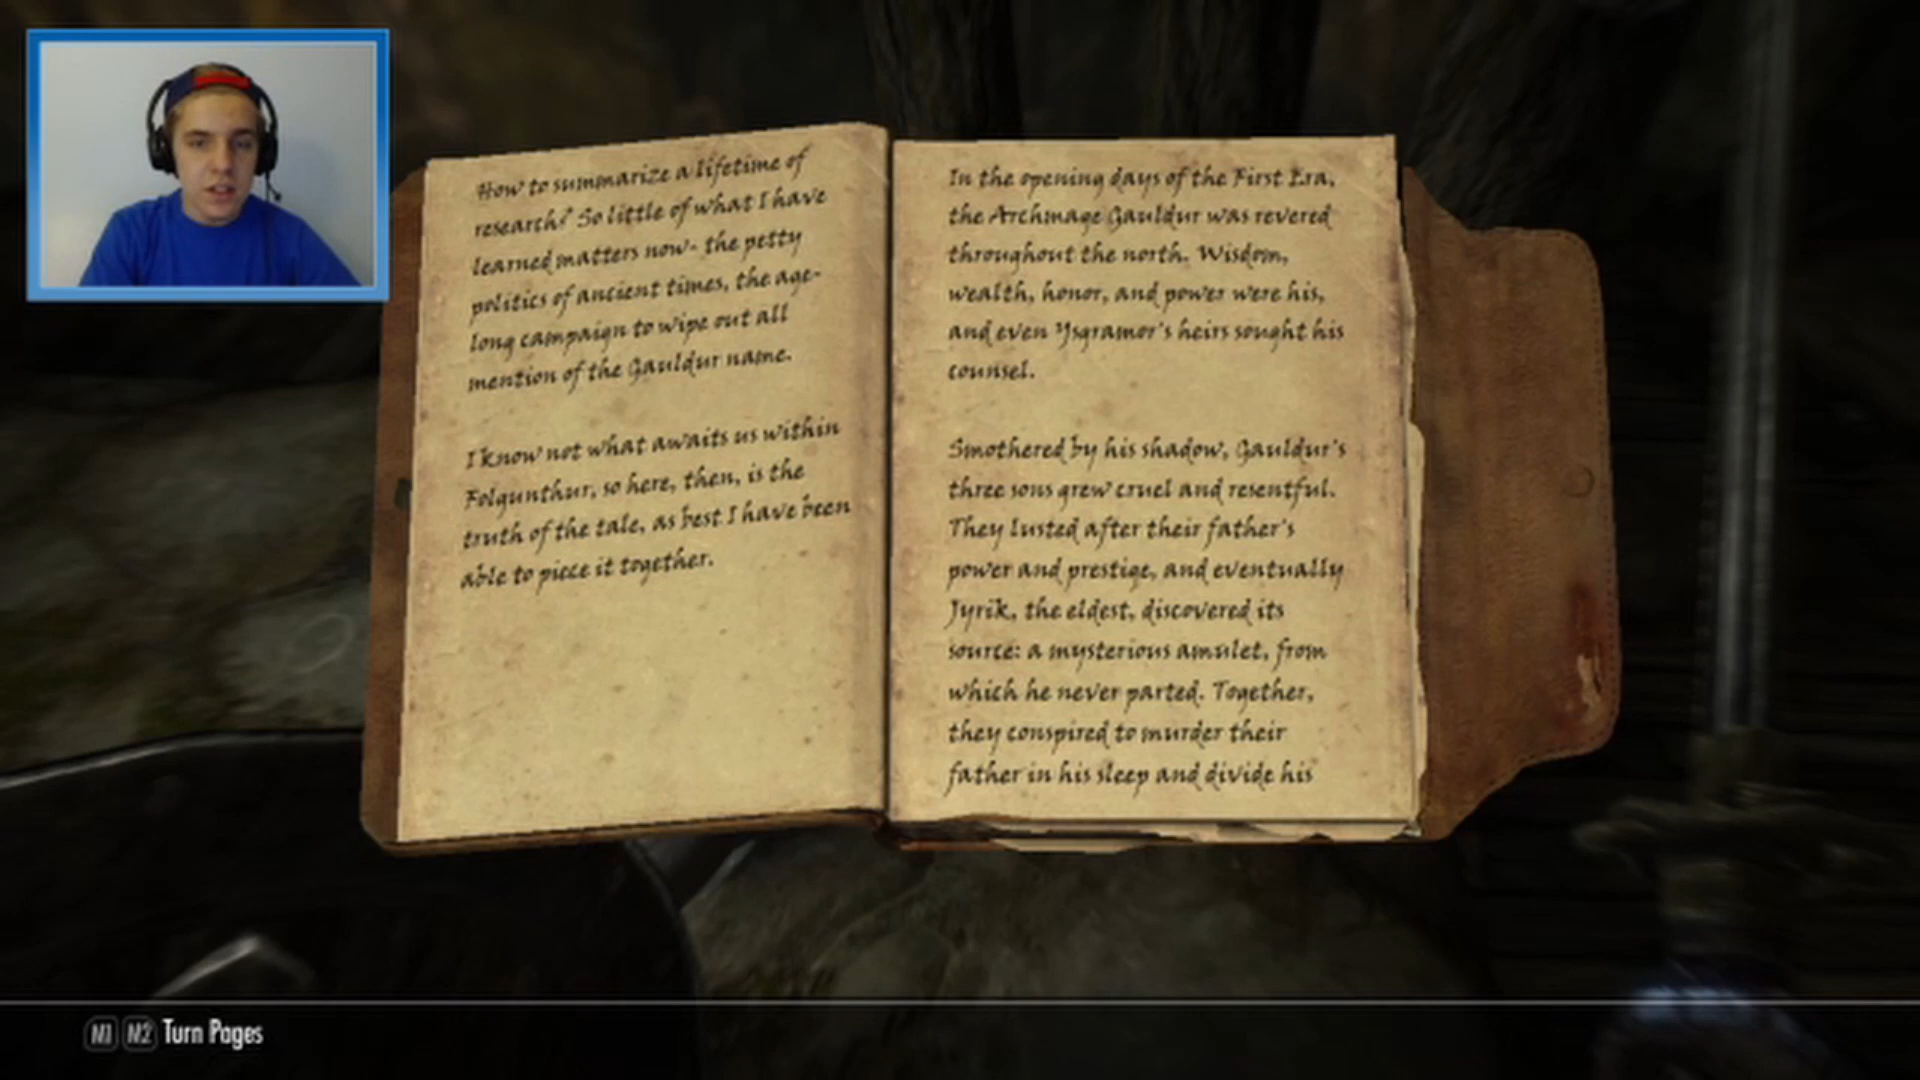 How to summarize a lifetime of
research? So little of what I have
learned matters now- the petty
politics of ancient times, the age-
long campaign to wipe out all
mention of the Gauldur name.
I know not what awaits us within
Folgunthur, so here, then, is the
truth of the tale, as best I have been
able to piece it together.
In the opening days of the First Era,
the Archmage Gauldur was revered
throughout the north. Wisdom,
wealth, honor, and power were his,
and even Ysgramor's heirs sought his
counsel.
Smothered by his shadow, Gauldur's
three sons grew cruel and resentful.
They lusted after their father's
power and prestige, and eventually
Jyrik, the eldest, discovered its
source: a mysterious amulet, from
which he never parted. Together,
they conspired to murder their
father in his sleep and divide his
M1 M2 Turn Pages